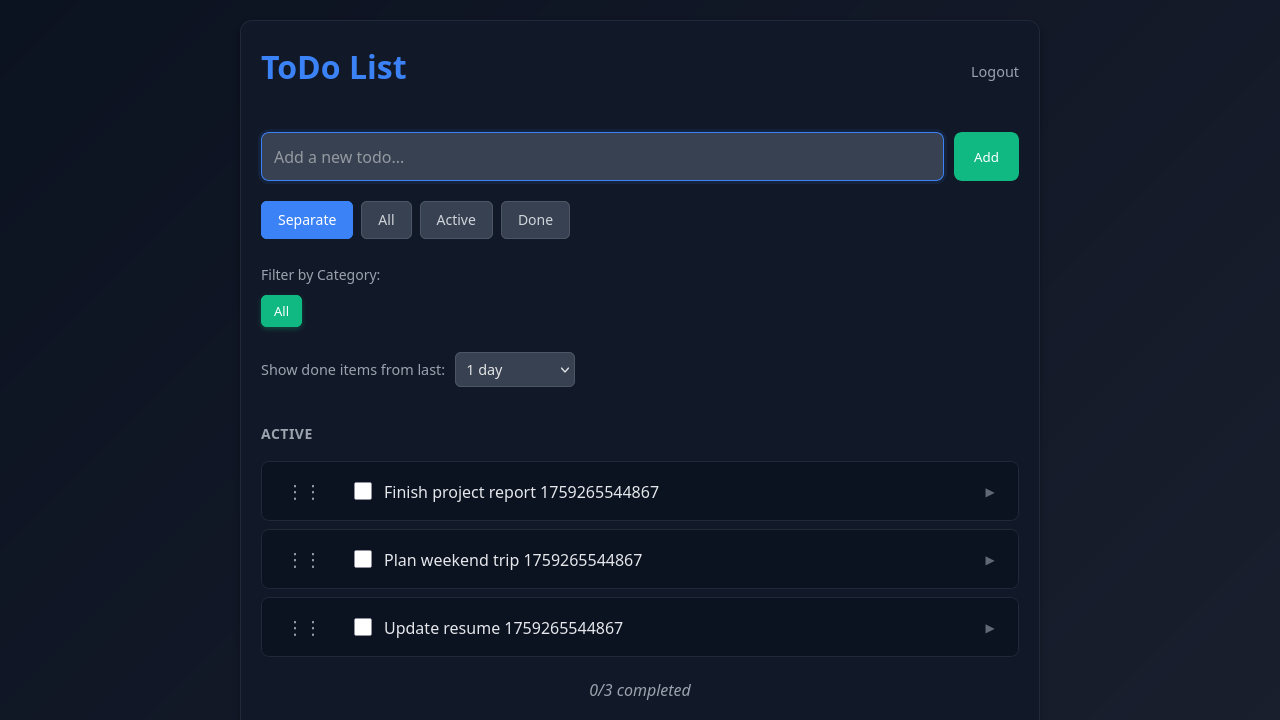 ToDo List
Logout
Add a new todo...
Add
Separate
All
Active
Done
Filter by Category:
All
Show done items from last:
1 day
ACTIVE
Finish project report 1759265544867
Plan weekend trip 1759265544867
Update resume 1759265544867
0/3 completed